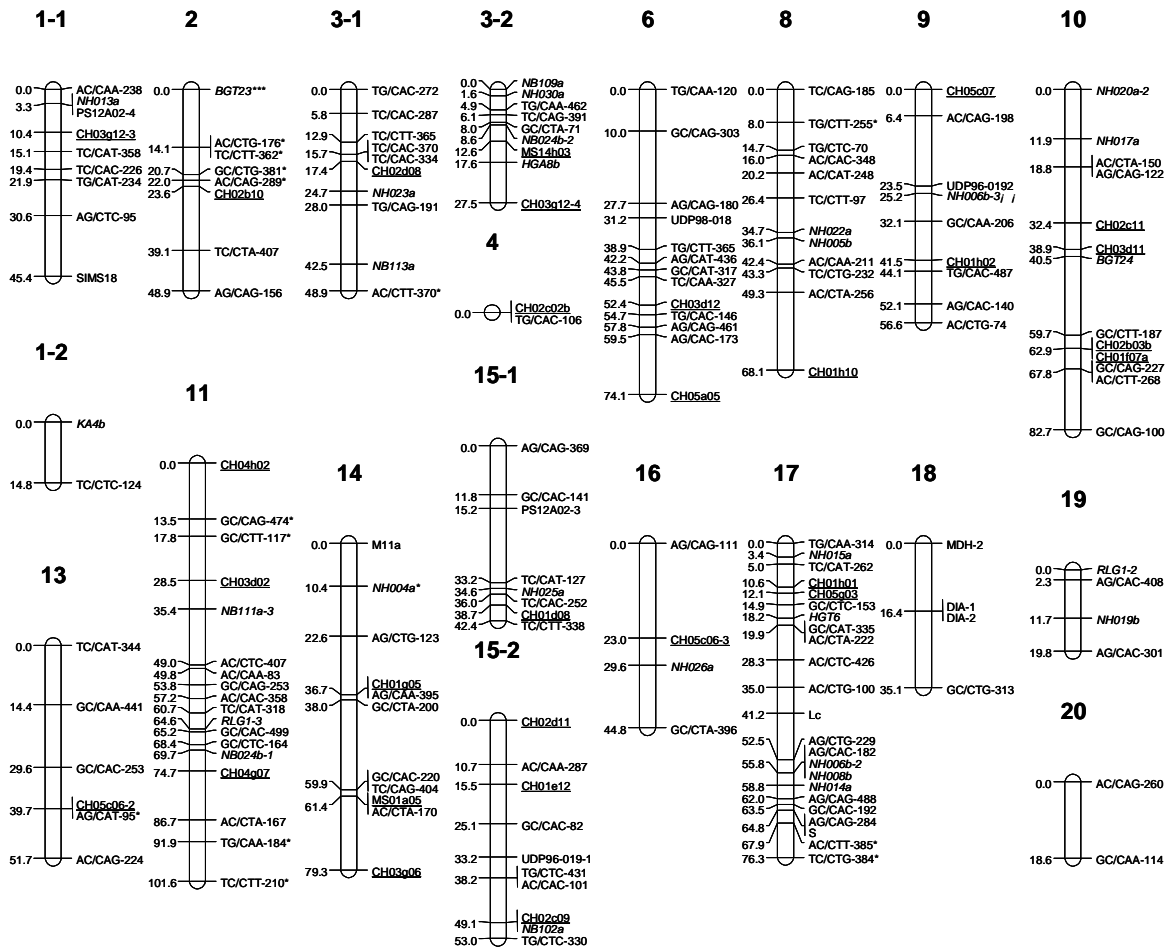 1-1
0.0 AC/CAA-238
3.3 NH013a
PS12A02-4
10.4 CH03g12-3
15.1 TC/CAT-358
19.4 TC/CAC-226
21.9 TG/CAT-234
30.6 AG/CTC-95
45.4 SIMS18
1-2
0.0 KA4b
14.8 TC/CTC-124
2
0.0 BGT23***
14.1 AC/CTG-176*
TC/CTT-362*
20.7 GC/CTG-381*
22.0 AC/CAG-289*
23.6 CH02b10
39.1 TC/CTA-407
48.9 AG/CAG-156
3-1
0.0 TG/CAC-272
5.8 TC/CAC-287
12.9 TC/CTT-365
15.7 TC/CAC-370
TC/CAC-334
17.4 CH02d08
24.7 NH023a
28.0 TG/CAG-191
42.5 NB113a
48.9 AC/CTT-370*
3-2
0.0 NB109a
1.6 NH030a
4.9 TG/CAA-462
6.1 TC/CAG-391
8.0 GC/CTA-71
8.6 NB024b-2
12.6 MS14h03
17.6 HGA8b
27.5 CH03g12-4
4
0.0 CH02c02b
TG/CAC-106
6
0.0 TG/CAA-120
10.0 GC/CAG-303
27.7 AG/CAG-180
31.2 UDP98-018
38.9 TG/CTT-365
42.2 AG/CAT-436
43.8 GC/CAT-317
45.5 TC/CAA-327
52.4 CH03d12
54.7 TG/CAC-146
57.8 AG/CAG-461
59.5 AG/CAC-173
74.1 CH05a05
8
0.0 TC/CAG-185
8.0 TG/CTT-255*
14.7 TG/CTC-70
16.0 AC/CAC-348
20.2 AC/CAT-248
26.4 TC/CTT-97
34.7 NH022a
36.1 NH005b
42.4 AC/CAA-211
43.3 TC/CTG-232
49.3 AC/CTA-256
68.1 CH01h10
9
0.0 CH05c07
6.4 AC/CAG-198
23.5 UDP96-0192
25.2 NH006b-3¡ ¡
32.1 GC/CAA-206
41.5 CH01h02
44.1 TG/CAC-487
52.1 AG/CAC-140
56.6 AC/CTG-74
10
0.0 NH020a-2
11.9 NH017a
18.8 AC/CTA-150
AG/CAG-122
32.4 CH02c11
38.9 CH03d11
40.5 BGT24
59.7 GC/CTT-187
62.9 CH02b03b
CH01f07a
67.8 GC/CAG-227
AC/CTT-268
82.7 GC/CAG-100
11
0.0 CH04h02
13.5 GC/CAG-474*
17.8 GC/CTT-117*
28.5 CH03d02
35.4 NB111a-3
49.0 AC/CTC-407
49.8 AC/CAA-83
53.8 GC/CAG-253
57.2 AC/CAC-358
60.7 TC/CAT-318
64.6 RLG1-3
65.2 GC/CAC-499
68.4 GC/CTC-164
69.7 NB024b-1
74.7 CH04g07
86.7 AC/CTA-167
91.9 TG/CAA-184*
101.6 TC/CTT-210*
13
0.0 TC/CAT-344
14.4 GC/CAA-441
29.6 GC/CAC-253
39.7 CH05c06-2
AG/CAT-95*
51.7 AC/CAG-224
14
0.0 M11a
10.4 NH004a*
22.6 AG/CTG-123
36.7 CH01g05
AG/CAA-395
38.0 GC/CTA-200
59.9 GC/CAC-220
TC/CAG-404
61.4 MS01a05
AC/CTA-170
79.3 CH03g06
15-1
0.0 AG/CAG-369
11.8 GC/CAC-141
15.2 PS12A02-3
33.2 TC/CAT-127
34.6 NH025a
36.0 TC/CAC-252
38.7 CH01d08
42.4 TC/CTT-338
15-2
0.0 CH02d11
10.7 AC/CAA-287
15.5 CH01e12
25.1 GC/CAC-82
33.2 UDP96-019-1
38.2 TG/CTC-431
AC/CAC-101
49.1 CH02c09
NB102a
53.0 TG/CTC-330
16
0.0 AG/CAG-111
23.0 CH05c06-3
29.6 NH026a
44.8 GC/CTA-396
17
0.0 TG/CAA-314
3.4 NH015a
5.0 TC/CAT-262
10.6 CH01h01
12.1 CH05g03
14.9 GC/CTC-153
18.2 HGT6
19.9 GC/CAT-335
AC/CTA-222
28.3 AC/CTC-426
35.0 AC/CTG-100
41.2 Lc
52.5 AG/CTG-229
AG/CAC-182
55.8 NH006b-2
NH008b
58.8 NH014a
62.0 AG/CAG-488
63.5 GC/CAC-192
64.8 AG/CAG-284
S
67.9 AC/CTT-385*
76.3 TC/CTG-384*
18
0.0 MDH-2
16.4 DIA-1
DIA-2
35.1 GC/CTG-313
19
0.0 RLG1-2
2.3 AG/CAC-408
11.7 NH019b
19.8 AG/CAC-301
20
0.0 AC/CAG-260
18.6 GC/CAA-114